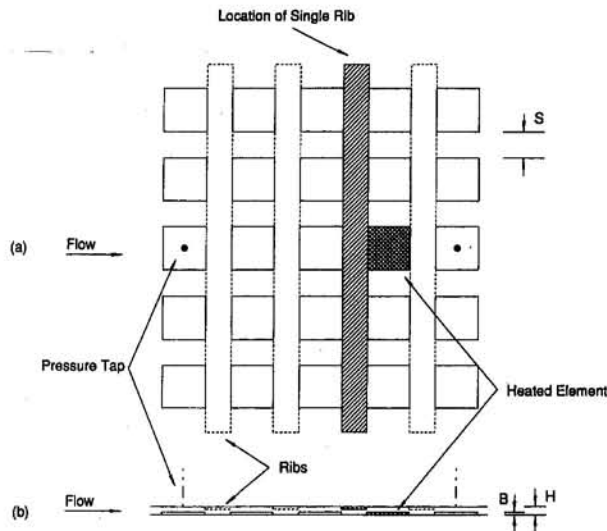 Location of Single Rib
S
(a)
Flow
Pressure Tap
Heated Element
Ribs
(b)
Flow
B
H